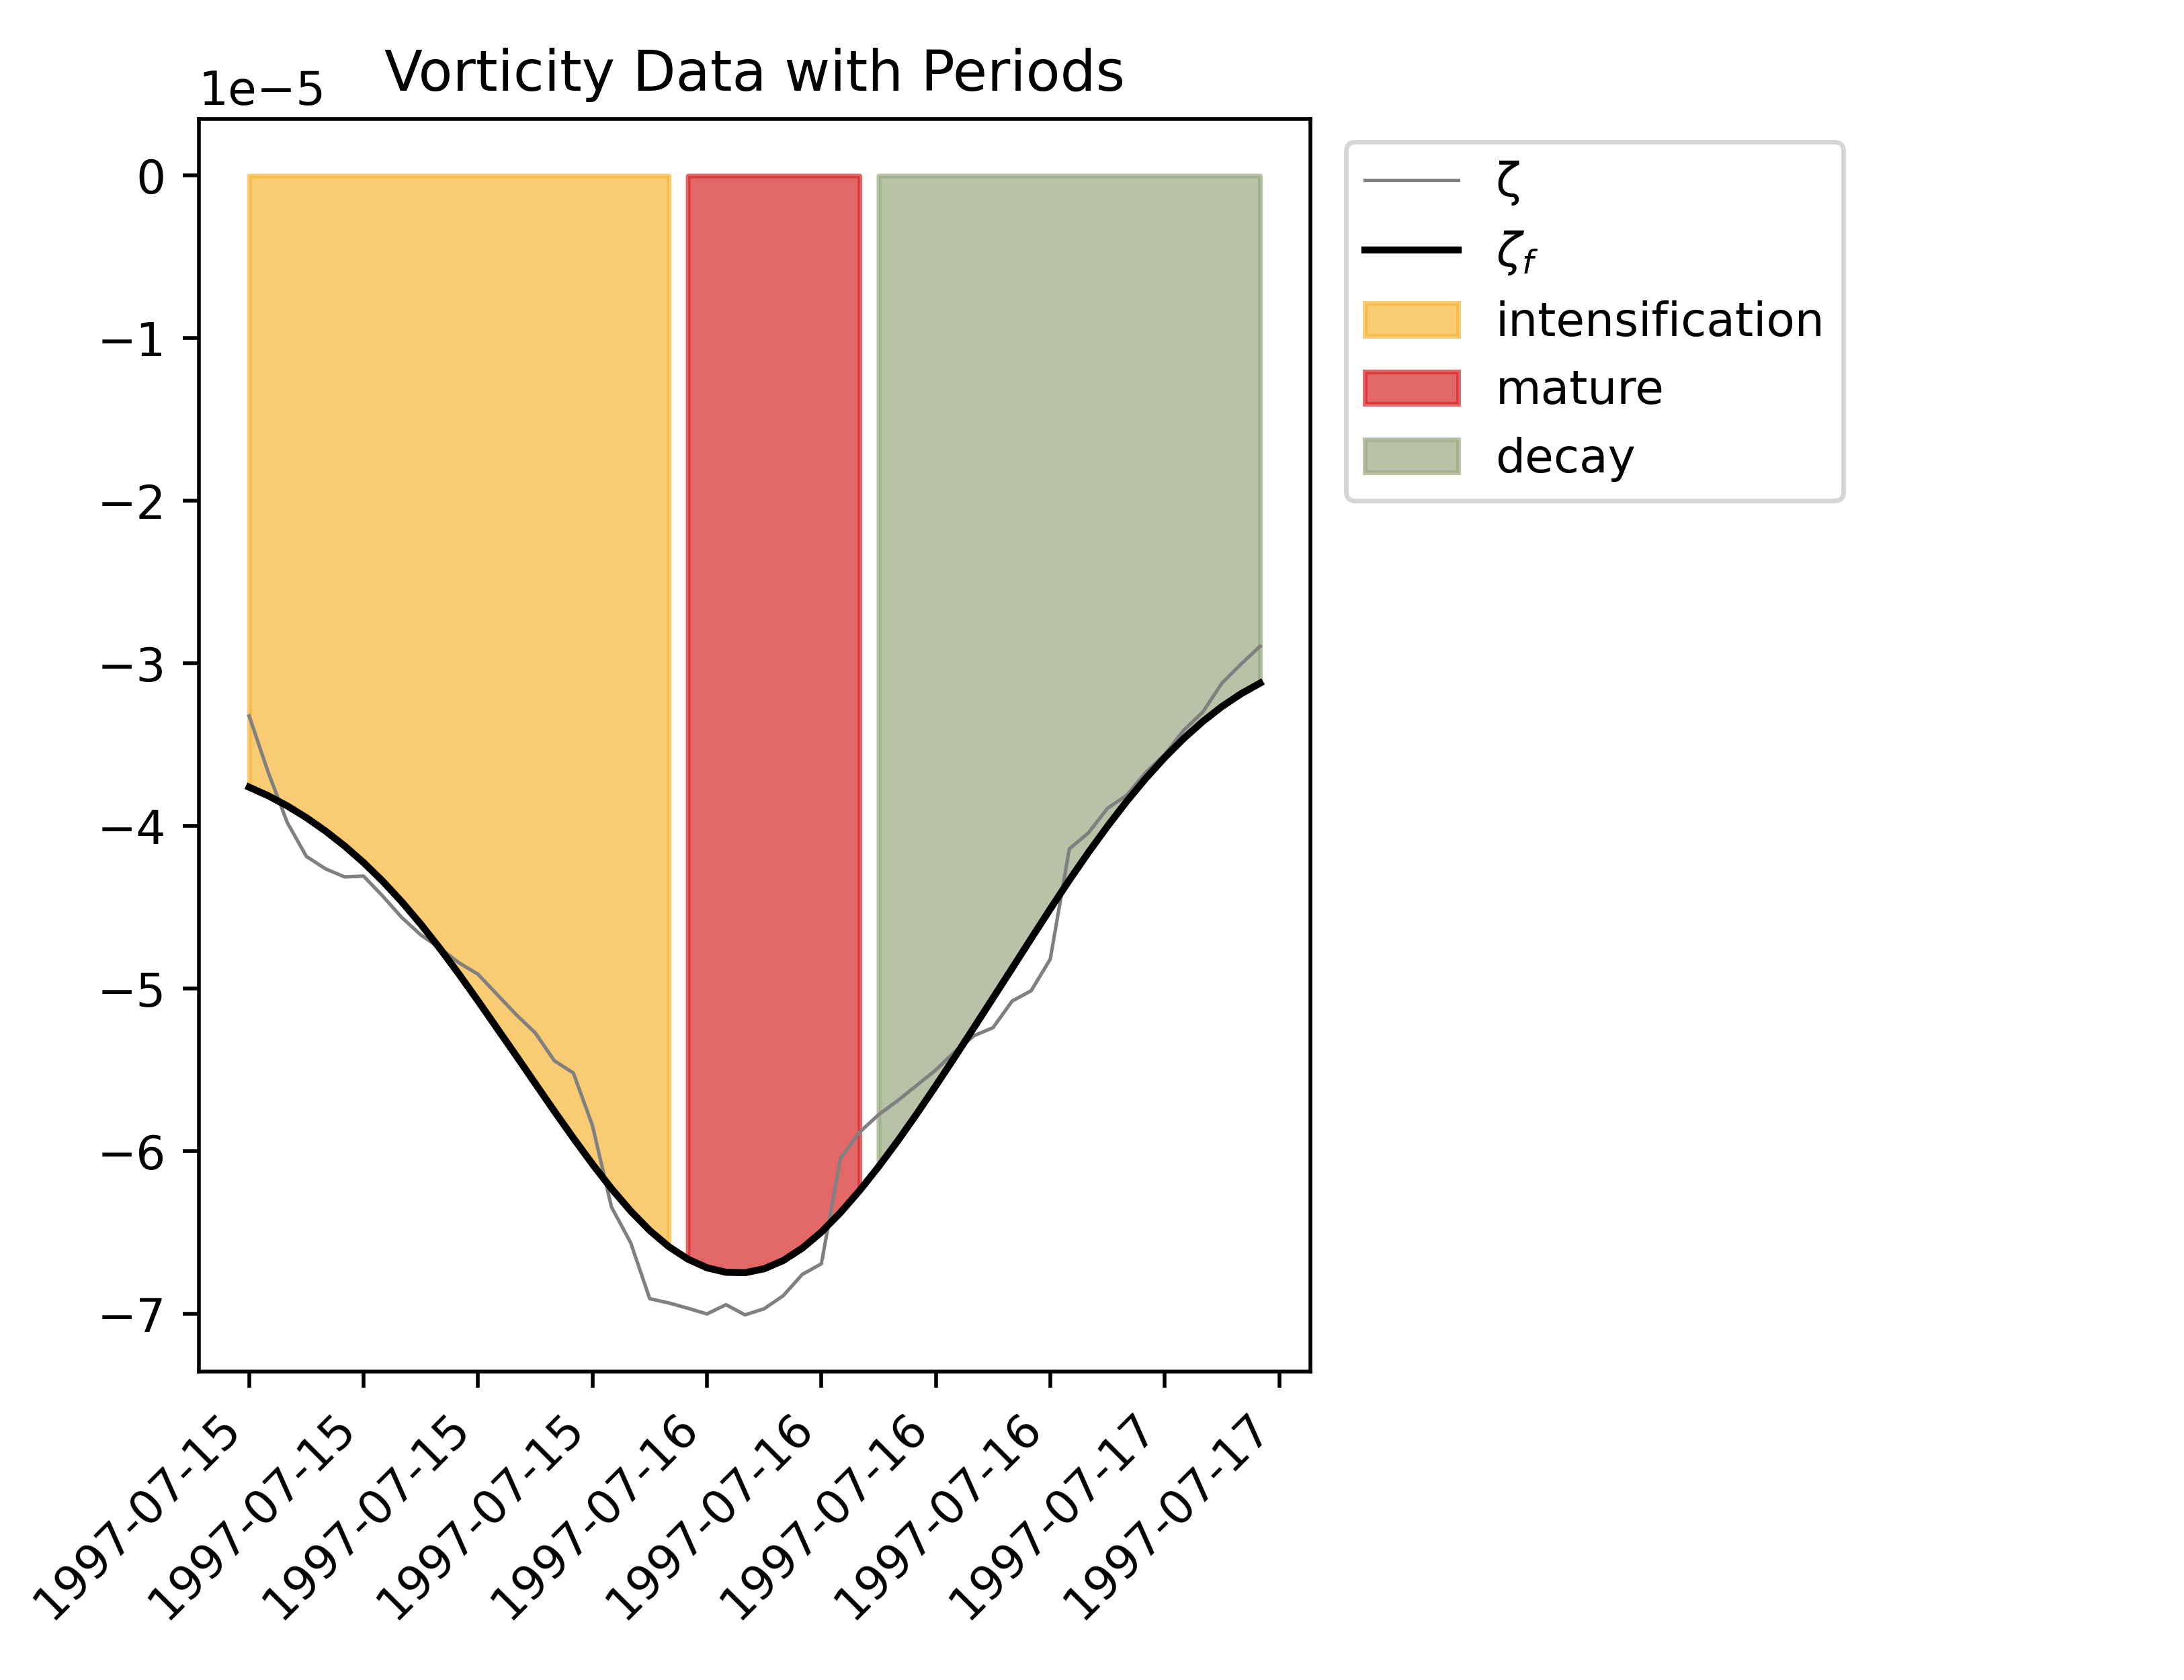 Vorticity Data with Periods
1e−5
0
−1
−2
−3
−4
−5
−6
−7
1997-07-15
1997-07-15
1997-07-15
1997-07-15
1997-07-16
1997-07-16
1997-07-16
1997-07-16
1997-07-17
1997-07-17
ζ
ζf
intensification
mature
decay